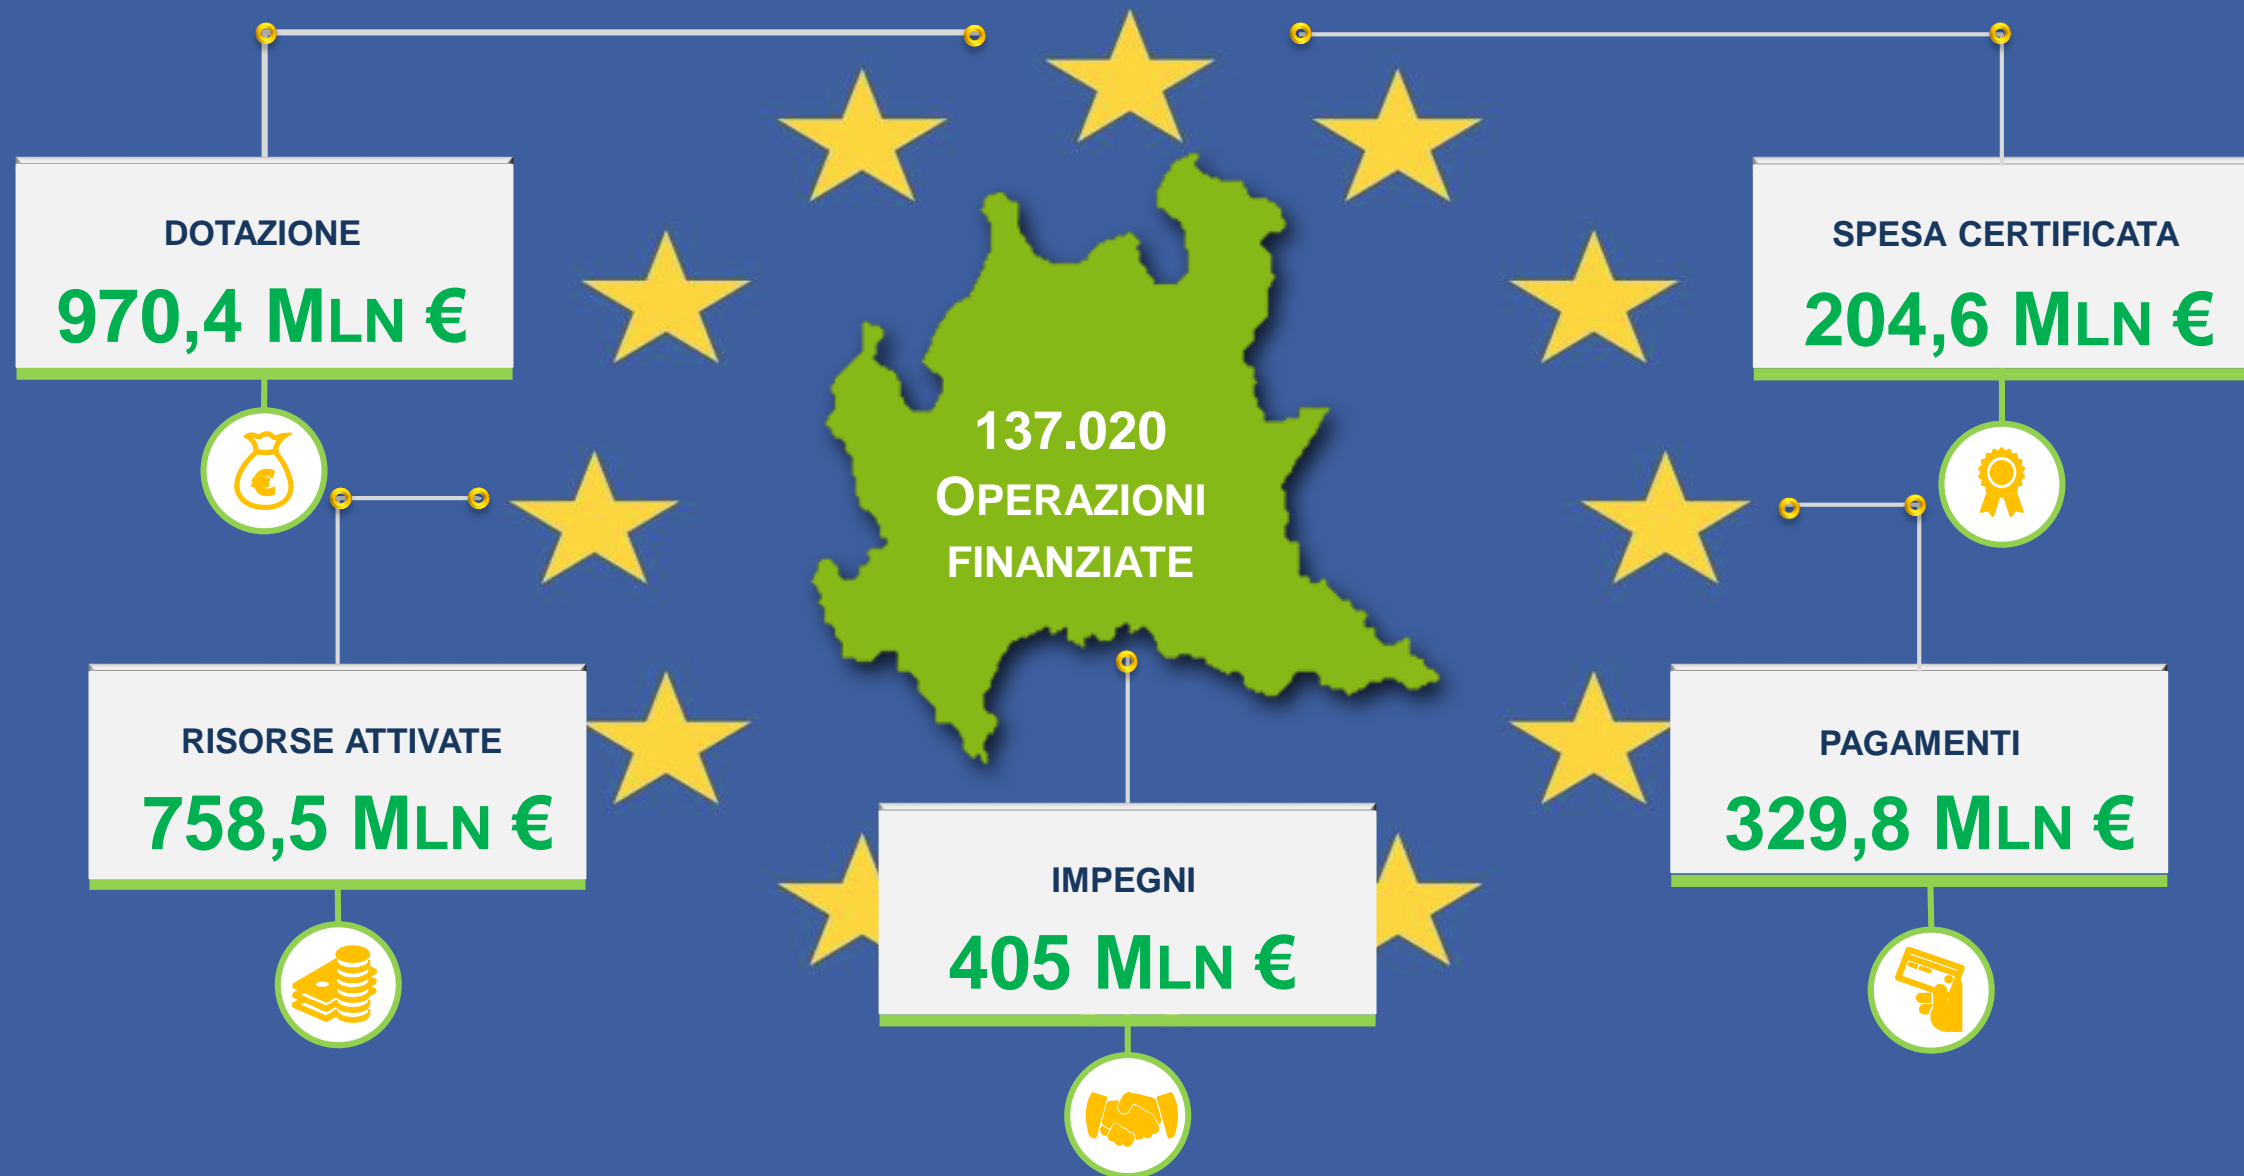 DOTAZIONE
970,4 MLN €
SPESA CERTIFICATA
204,6 MLN €
137.020
OPERAZIONI
FINANZIATE
RISORSE ATTIVATE
758,5 MLN €
IMPEGNI
405 MLN €
PAGAMENTI
329,8 MLN €